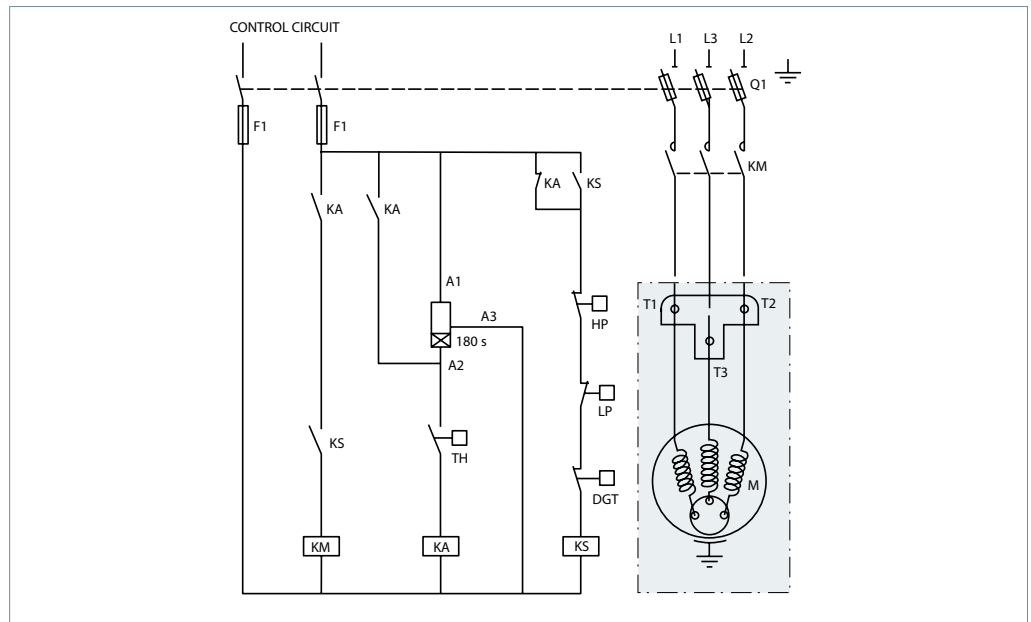 CONTROL CIRCUIT
L1 L3 L2
Q1
F1 F1
KA KS
KM
KA KA
A1
T1 T2
A3
HP
180 s
A2
T3
LP
KS
TH
M
DGT
KM KA KS